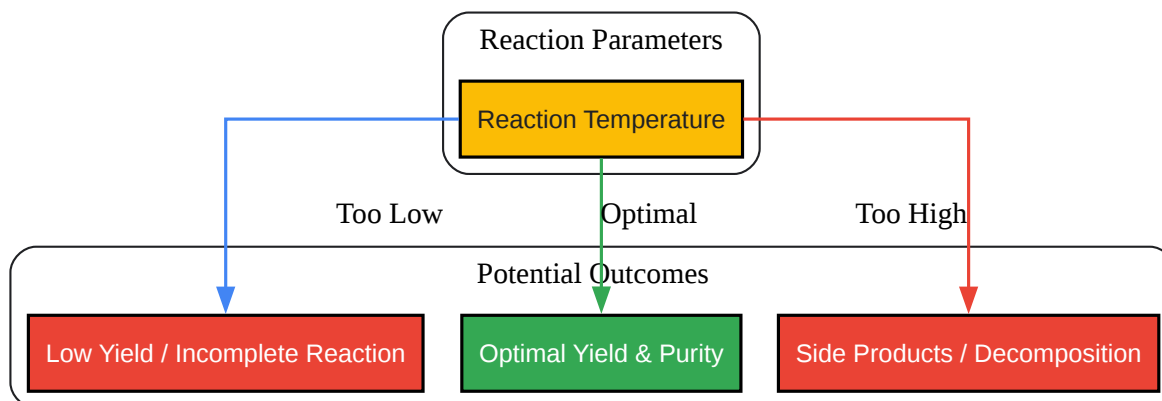 Reaction Parameters
Reaction Temperature
Too Low
Optimal
Too High
Potential Outcomes
Low Yield / Incomplete Reaction
Optimal Yield & Purity
Side Products / Decomposition